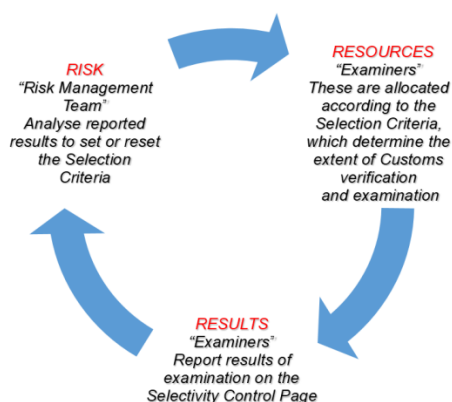 RISK
“Risk Management
Team”
Analyse reported
results to set or reset
the Selection
Criteria
RESOURCES
“Examiners”
These are allocated
according to the
Selection Criteria,
which determine the
extent of Customs
verification
and examination
RESULTS
“Examiners”
Report results of
examination on the
Selectivity Control Page